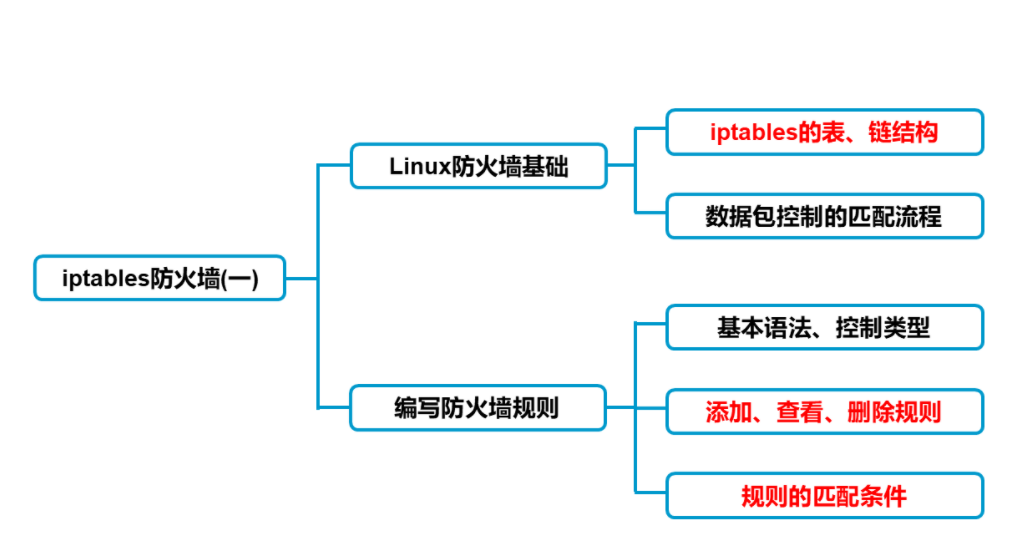 iptables防火墙(一)
Linux防火墙基础
iptables的表、链结构
数据包控制的匹配流程
编写防火墙规则
基本语法、控制类型
添加、查看、删除规则
规则的匹配条件